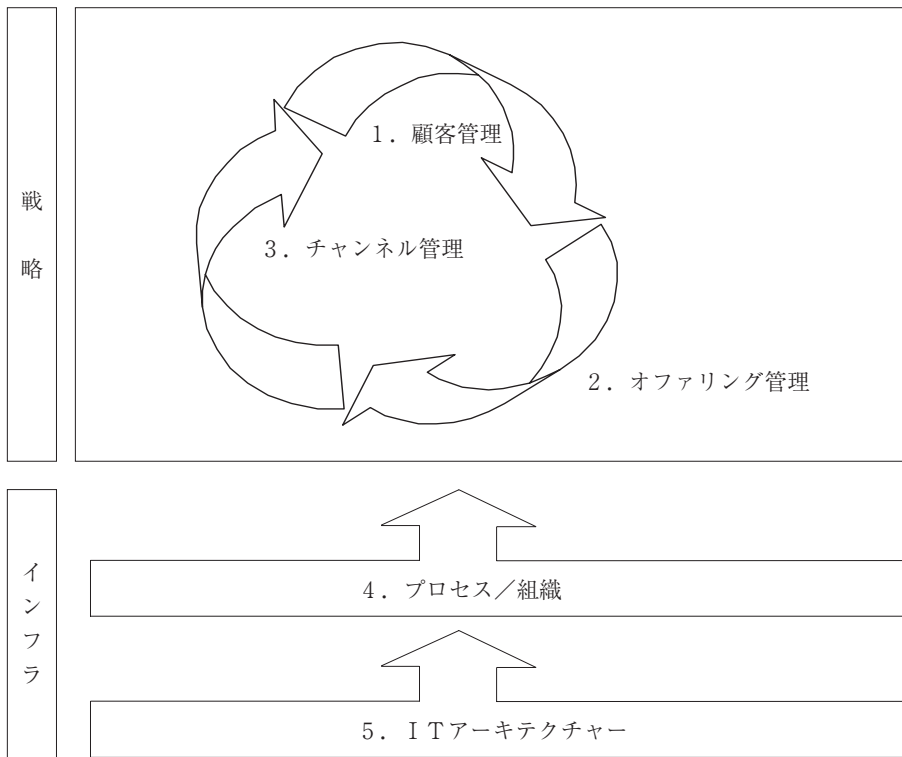 戦略
1．顧客管理
3．チャンネル管理
2．オファリング管理
インフラ
4．プロセス／組織
5．ＩＴアーキテクチャー